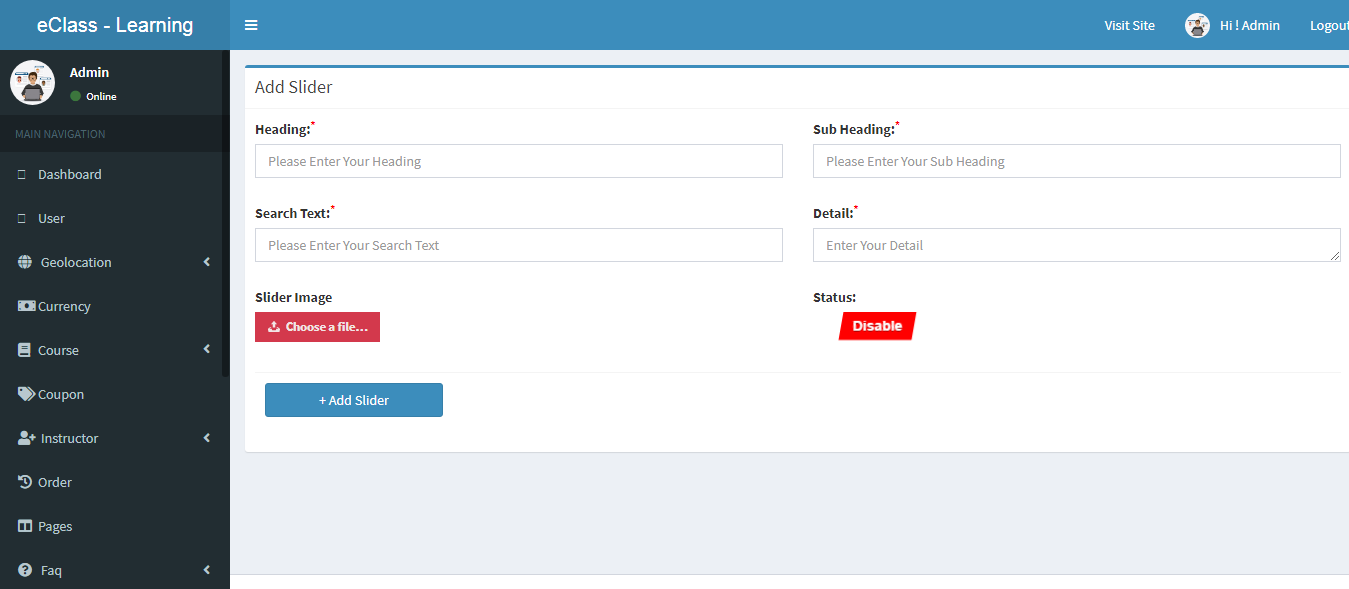 eClass - Learning
Visit Site
Hi ! Admin
Logout
Admin
Online
MAIN NAVIGATION
Dashboard
User
Geolocation
Currency
Course
Coupon
Instructor
Order
Pages
Faq
Add Slider
Heading:*
Please Enter Your Heading
Sub Heading:*
Please Enter Your Sub Heading
Search Text:*
Please Enter Your Search Text
Detail:*
Enter Your Detail
Slider Image
Choose a file...
Status:
Disable
+ Add Slider